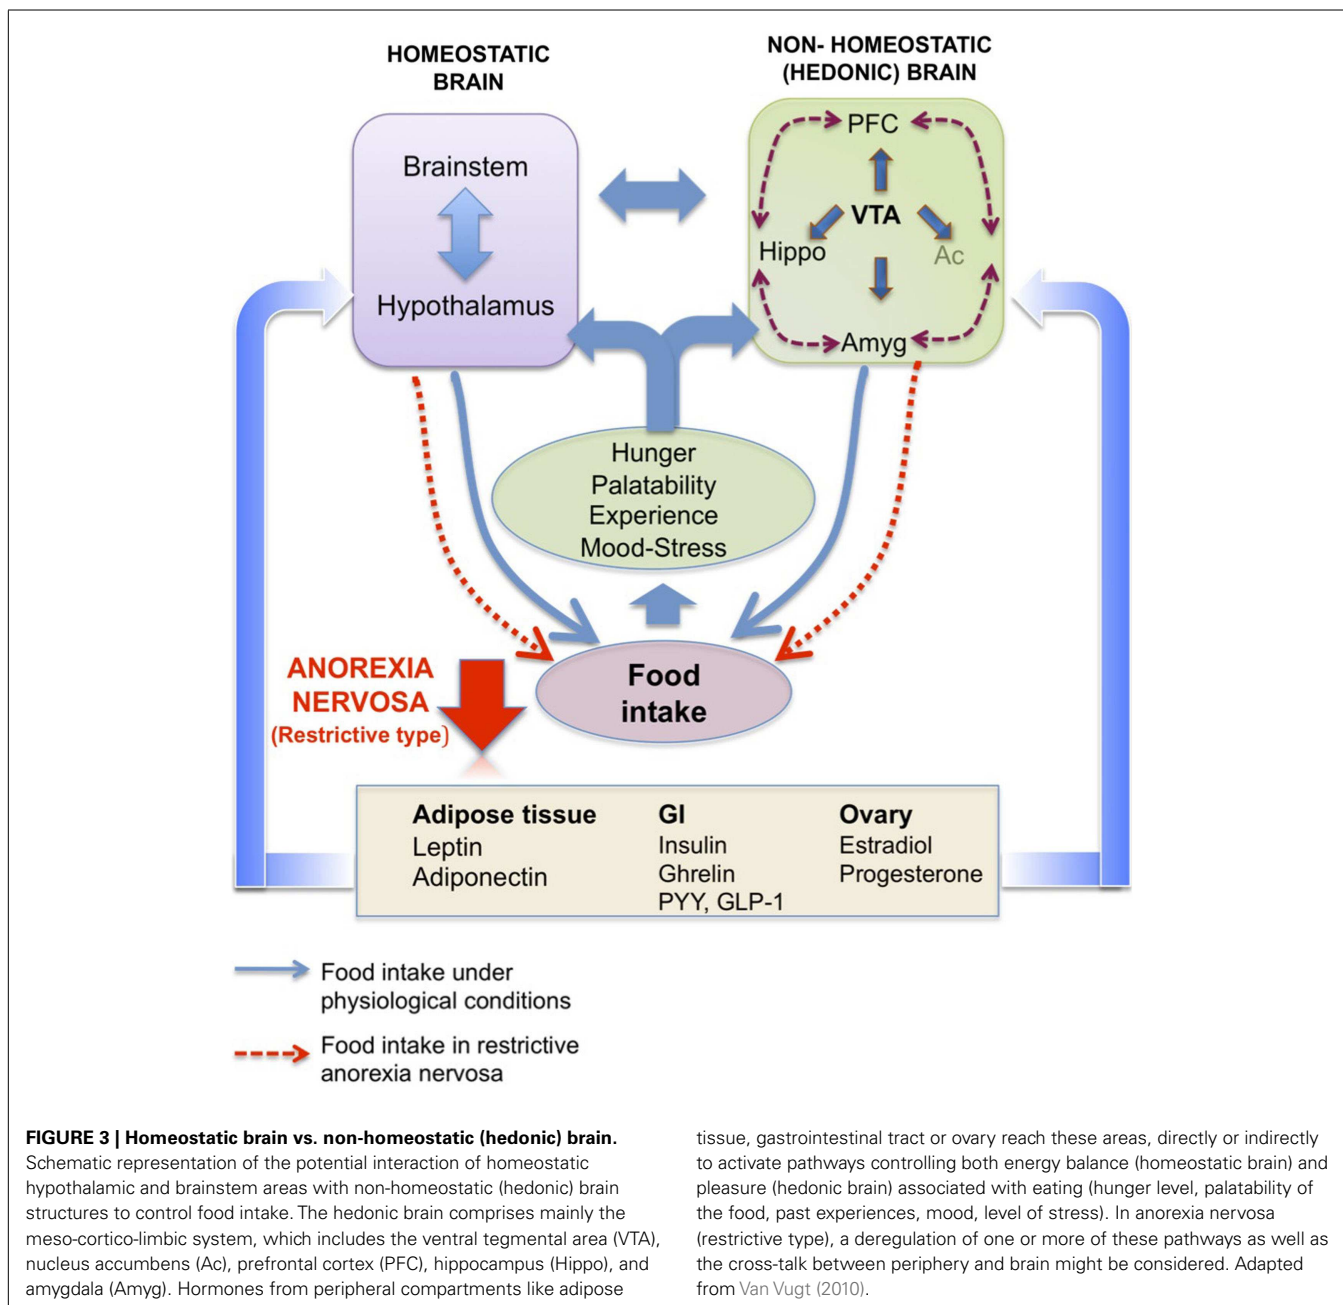 HOMEOSTATIC
BRAIN
NON- HOMEOSTATIC
(HEDONIC) BRAIN
Brainstem
Hypothalamus
PFC
VTA
Hippo
Ac
Amyg
Hunger
Palatability
Experience
Mood-Stress
Food
intake
ANOREXIA
NERVOSA
(Restrictive type)
Adipose tissue
Leptin
Adiponectin
GI
Insulin
Ghrelin
PYY, GLP-1
Ovary
Estradiol
Progesterone
Food intake under
physiological conditions
Food intake in restrictive
anorexia nervosa
FIGURE 3 | Homeostatic brain vs. non-homeostatic (hedonic) brain.
Schematic representation of the potential interaction of homeostatic
hypothalamic and brainstem areas with non-homeostatic (hedonic) brain
structures to control food intake. The hedonic brain comprises mainly the
meso-cortico-limbic system, which includes the ventral tegmental area (VTA),
nucleus accumbens (Ac), prefrontal cortex (PFC), hippocampus (Hippo), and
amygdala (Amyg). Hormones from peripheral compartments like adipose
tissue, gastrointestinal tract or ovary reach these areas, directly or indirectly
to activate pathways controlling both energy balance (homeostatic brain) and
pleasure (hedonic brain) associated with eating (hunger level, palatability of
the food, past experiences, mood, level of stress). In anorexia nervosa
(restrictive type), a deregulation of one or more of these pathways as well as
the cross-talk between periphery and brain might be considered. Adapted
from Van Vugt (2010).